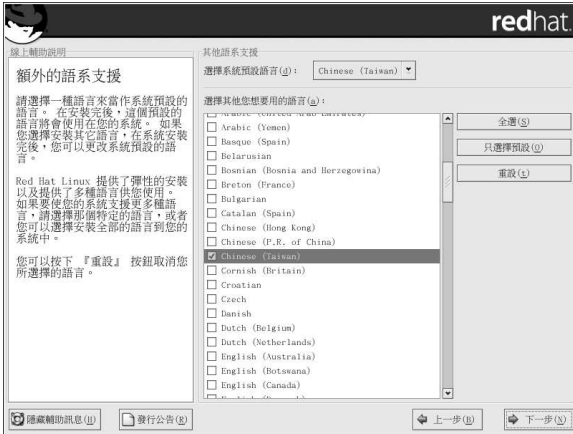 redhat.
線上輔助說明
額外的語系支援
請選擇一種語言來當作系統預設的
語言。 在安裝完後，這個預設的
語言將會使用在您的系統。 如果
您選擇安裝其它語言，在系統安裝
完後，您可以更改系統預設的語
言。
Red Hat Linux 提供了彈性的安裝
以及提供了多種語言供您使用。
如果要使您的系統支援更多種語
言，請選擇那個特定的語言，或者
您可以選擇安裝全部的語言到您的
系統中。
您可以按下 『重設』 按鈕取消您
所選擇的語言。
其他語系支援
選擇系統預設語言(d)： Chinese (Taiwan)
選擇其他您想要用的語言(a)：
Arabic (United Arab Emirates)
Arabic (Yemen)
Basque (Spain)
Belarusian
Bosnian (Bosnia and Herzegowina)
Breton (France)
Bulgarian
Catalan (Spain)
Chinese (Hong Kong)
Chinese (P.R. of China)
Chinese (Taiwan)
Cornish (Britain)
Croatian
Czech
Danish
Dutch (Belgium)
Dutch (Netherlands)
English (Australia)
English (Botswana)
English (Canada)
全選(S)
只選擇預設(O)
重設(t)
隱藏輔助訊息(H)
發行公告(R)
上一步(B)
下一步(N)